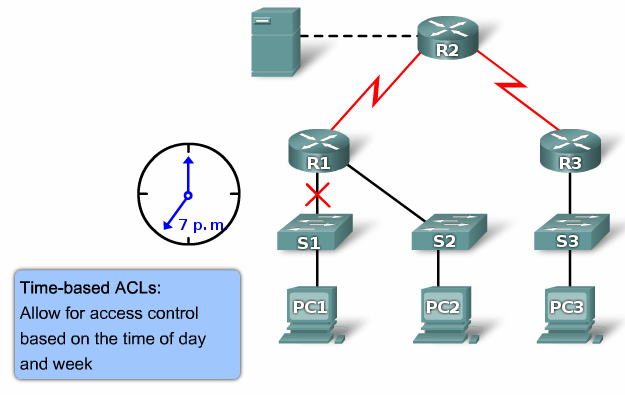 R2
R1
R3
7 p. m
S1
S2
S3
Time-based ACLs:
Allow for access control
based on the time of day
and week
PC1
PC2
PC3